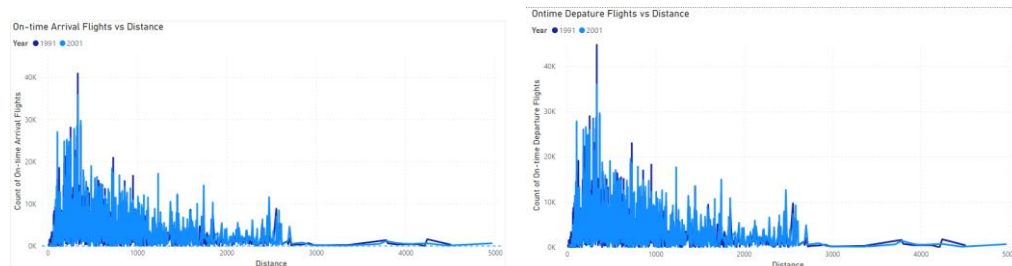 On-time Arrival Flights vs Distance
Year 1991 2001
Count of On-time Arrival Flights
40K
30K
20K
10K
0K
0 1000 2000 3000 4000 5000
Distance
Ontime Depature Flights vs Distance
Year 1991 2001
Count of On-time Departure Flights
40K
30K
20K
10K
0K
0 1000 2000 3000 4000 500
Distance